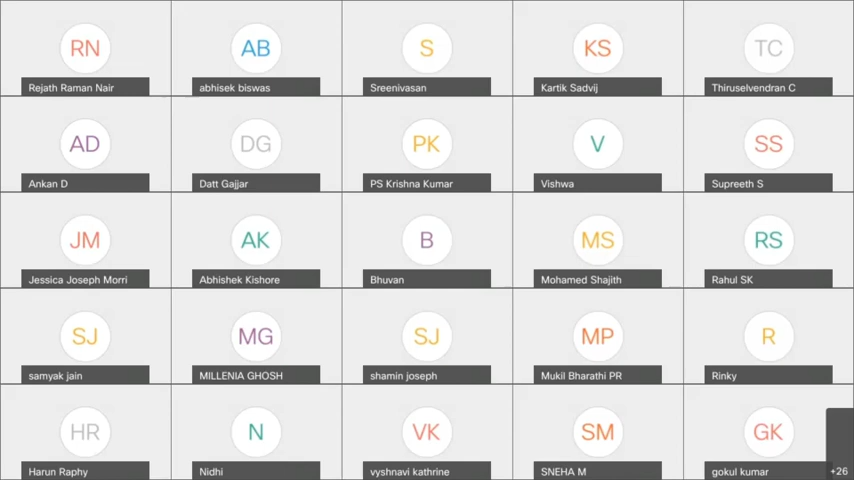 RN
AB
S
KS
TC
Rejath Raman Nair
abhisek biswas
Sreenivasan
Kartik Sadvij
Thiruselvendran C
AD
DG
PK
V
SS
Ankan D
Datt Gajjar
PS Krishna Kumar
Vishwa
Supreeth S
JM
AK
B
MS
RS
Jessica Joseph Morri
Abhishek Kishore
Bhuvan
Mohamed Shajith
Rahul SK
SJ
MG
SJ
MP
R
samyak jain
MILLENIA GHOSH
shamin joseph
Mukil Bharathi PR
Rinky
HR
N
VK
SM
GK
Harun Raphy
Nidhi
vyshnavi kathrine
SNEHA M
gokul kumar
+26